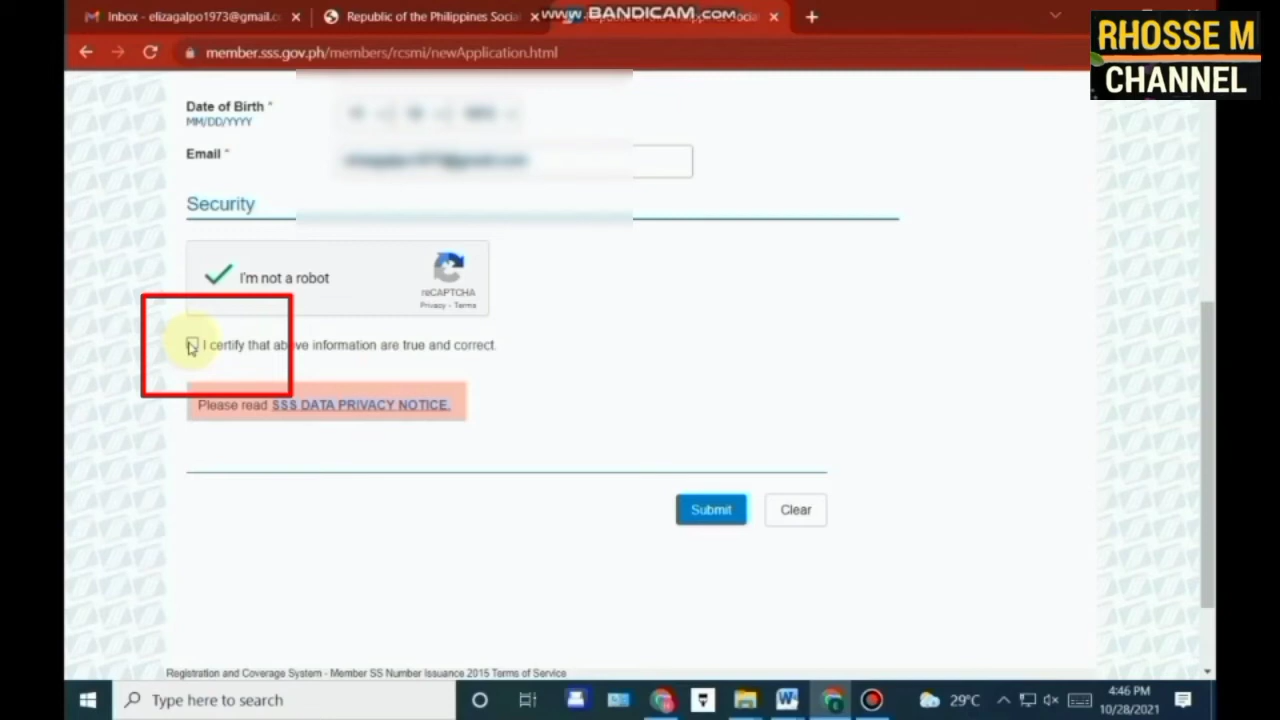 Inbox - elizagalpo1973@gmail.c
Republic of the Philippines Social
WWW.BANDICAM.COM
RHOSSE M
CHANNEL
member.sss.gov.ph/members/rcsmi/newApplication.html
Date of Birth *
MM/DD/YYYY
Email *
Security
I'm not a robot
reCAPTCHA
Privacy - Terms
I certify that above information are true and correct.
Please read SSS DATA PRIVACY NOTICE.
Submit
Clear
Registration and Coverage System - Member SS Number Issuance 2015 Terms of Service
Type here to search
29°C
4:46 PM
10/28/2021